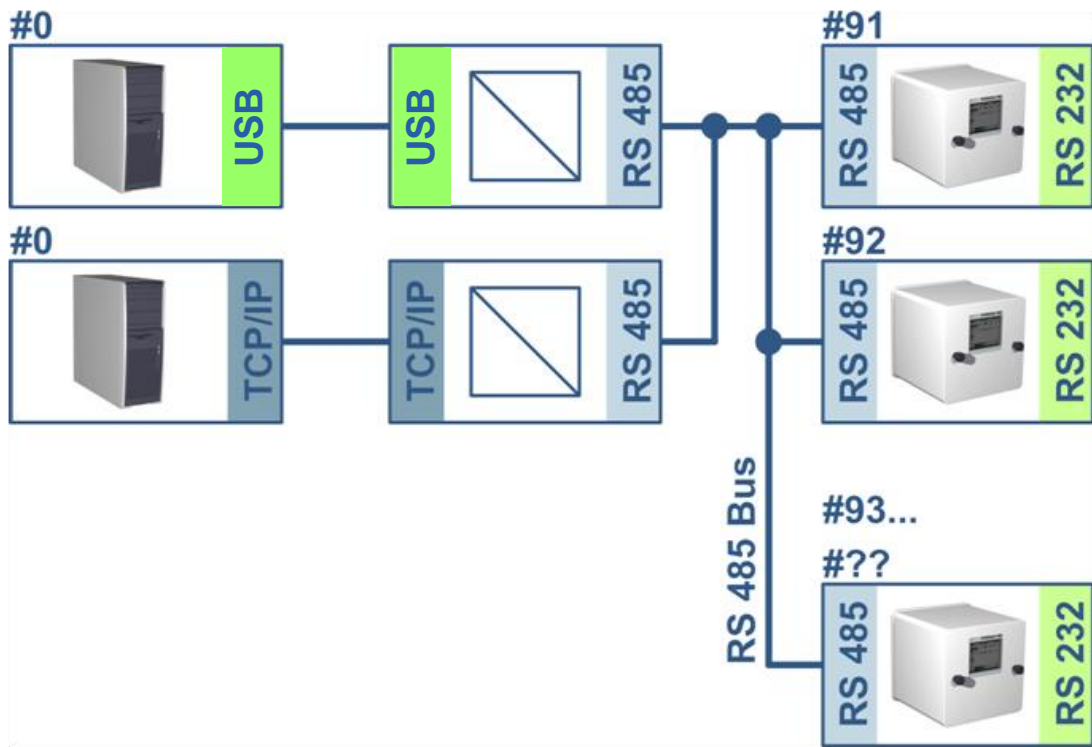 #0
USB
USB
RS 485
#91
RS 485
RS 232
#0
TCP/IP
TCP/IP
RS 485
#92
RS 485
RS 232
RS 485 Bus
#93...
#??
RS 485
RS 232